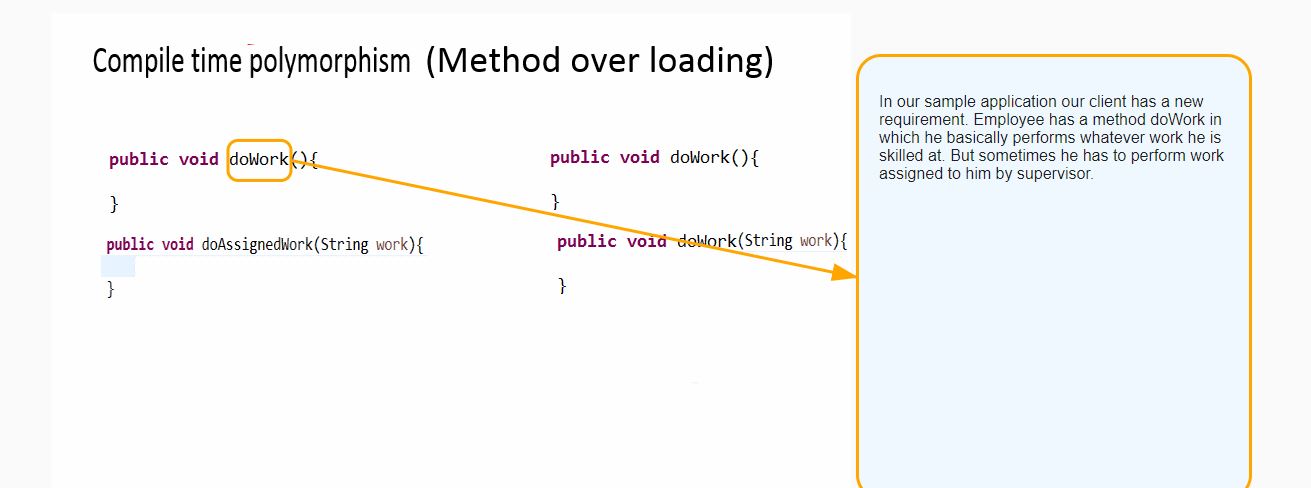 Compile time polymorphism (Method over loading)
public void doWork(){
}
public void doAssignedWork(String work){
}
public void doWork(){
}
public void doWork(String work){
}
In our sample application our client has a new
requirement. Employee has a method doWork in
which he basically performs whatever work he is
skilled at. But sometimes he has to perform work
assigned to him by supervisor.